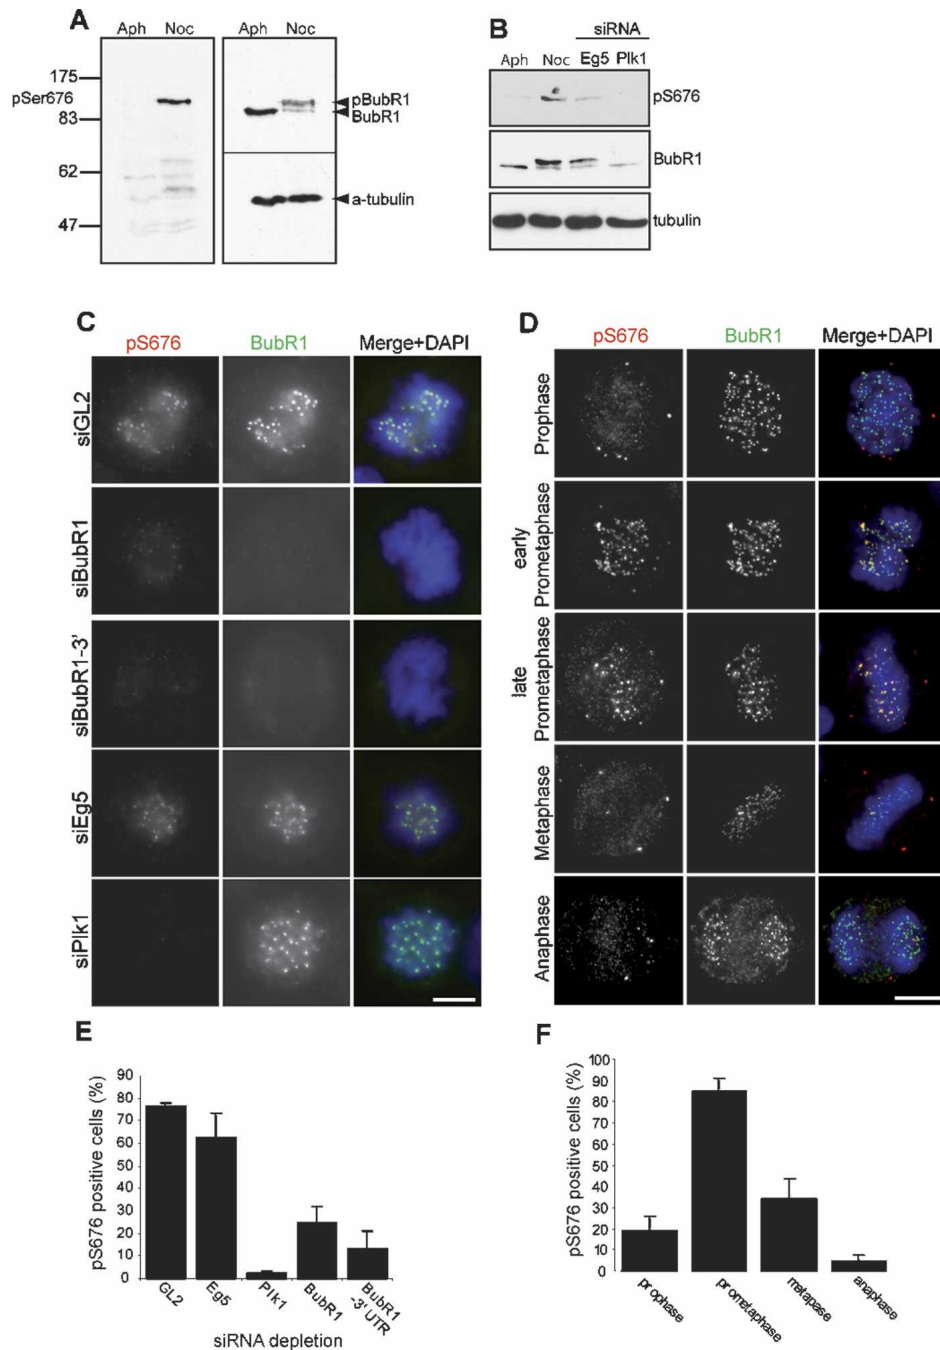 A
Aph Noc Aph Noc
175
pSer676
83
62
47
pBubR1
BubR1
a-tubulin
B
siRNA
Aph Noc Eg5 Plk1
pS676
BubR1
tubulin
C
pS676 BubR1 Merge+DAPI
siGL2
siBubR1
siBubR1-3'
siEg5
siPlk1
D
pS676 BubR1 Merge+DAPI
Prophase
early
Prometaphase
late
Prometaphase
Metaphase
Anaphase
E
pS676 positive cells (%)
90
80
70
60
50
40
30
20
10
0
GL2
Eg5
Plk1
BubR1
BubR1
-3' UTR
siRNA depletion
F
pS676 positive cells (%)
100
90
80
70
60
50
40
30
20
10
0
prophase
prometaphase
metapase
anaphase